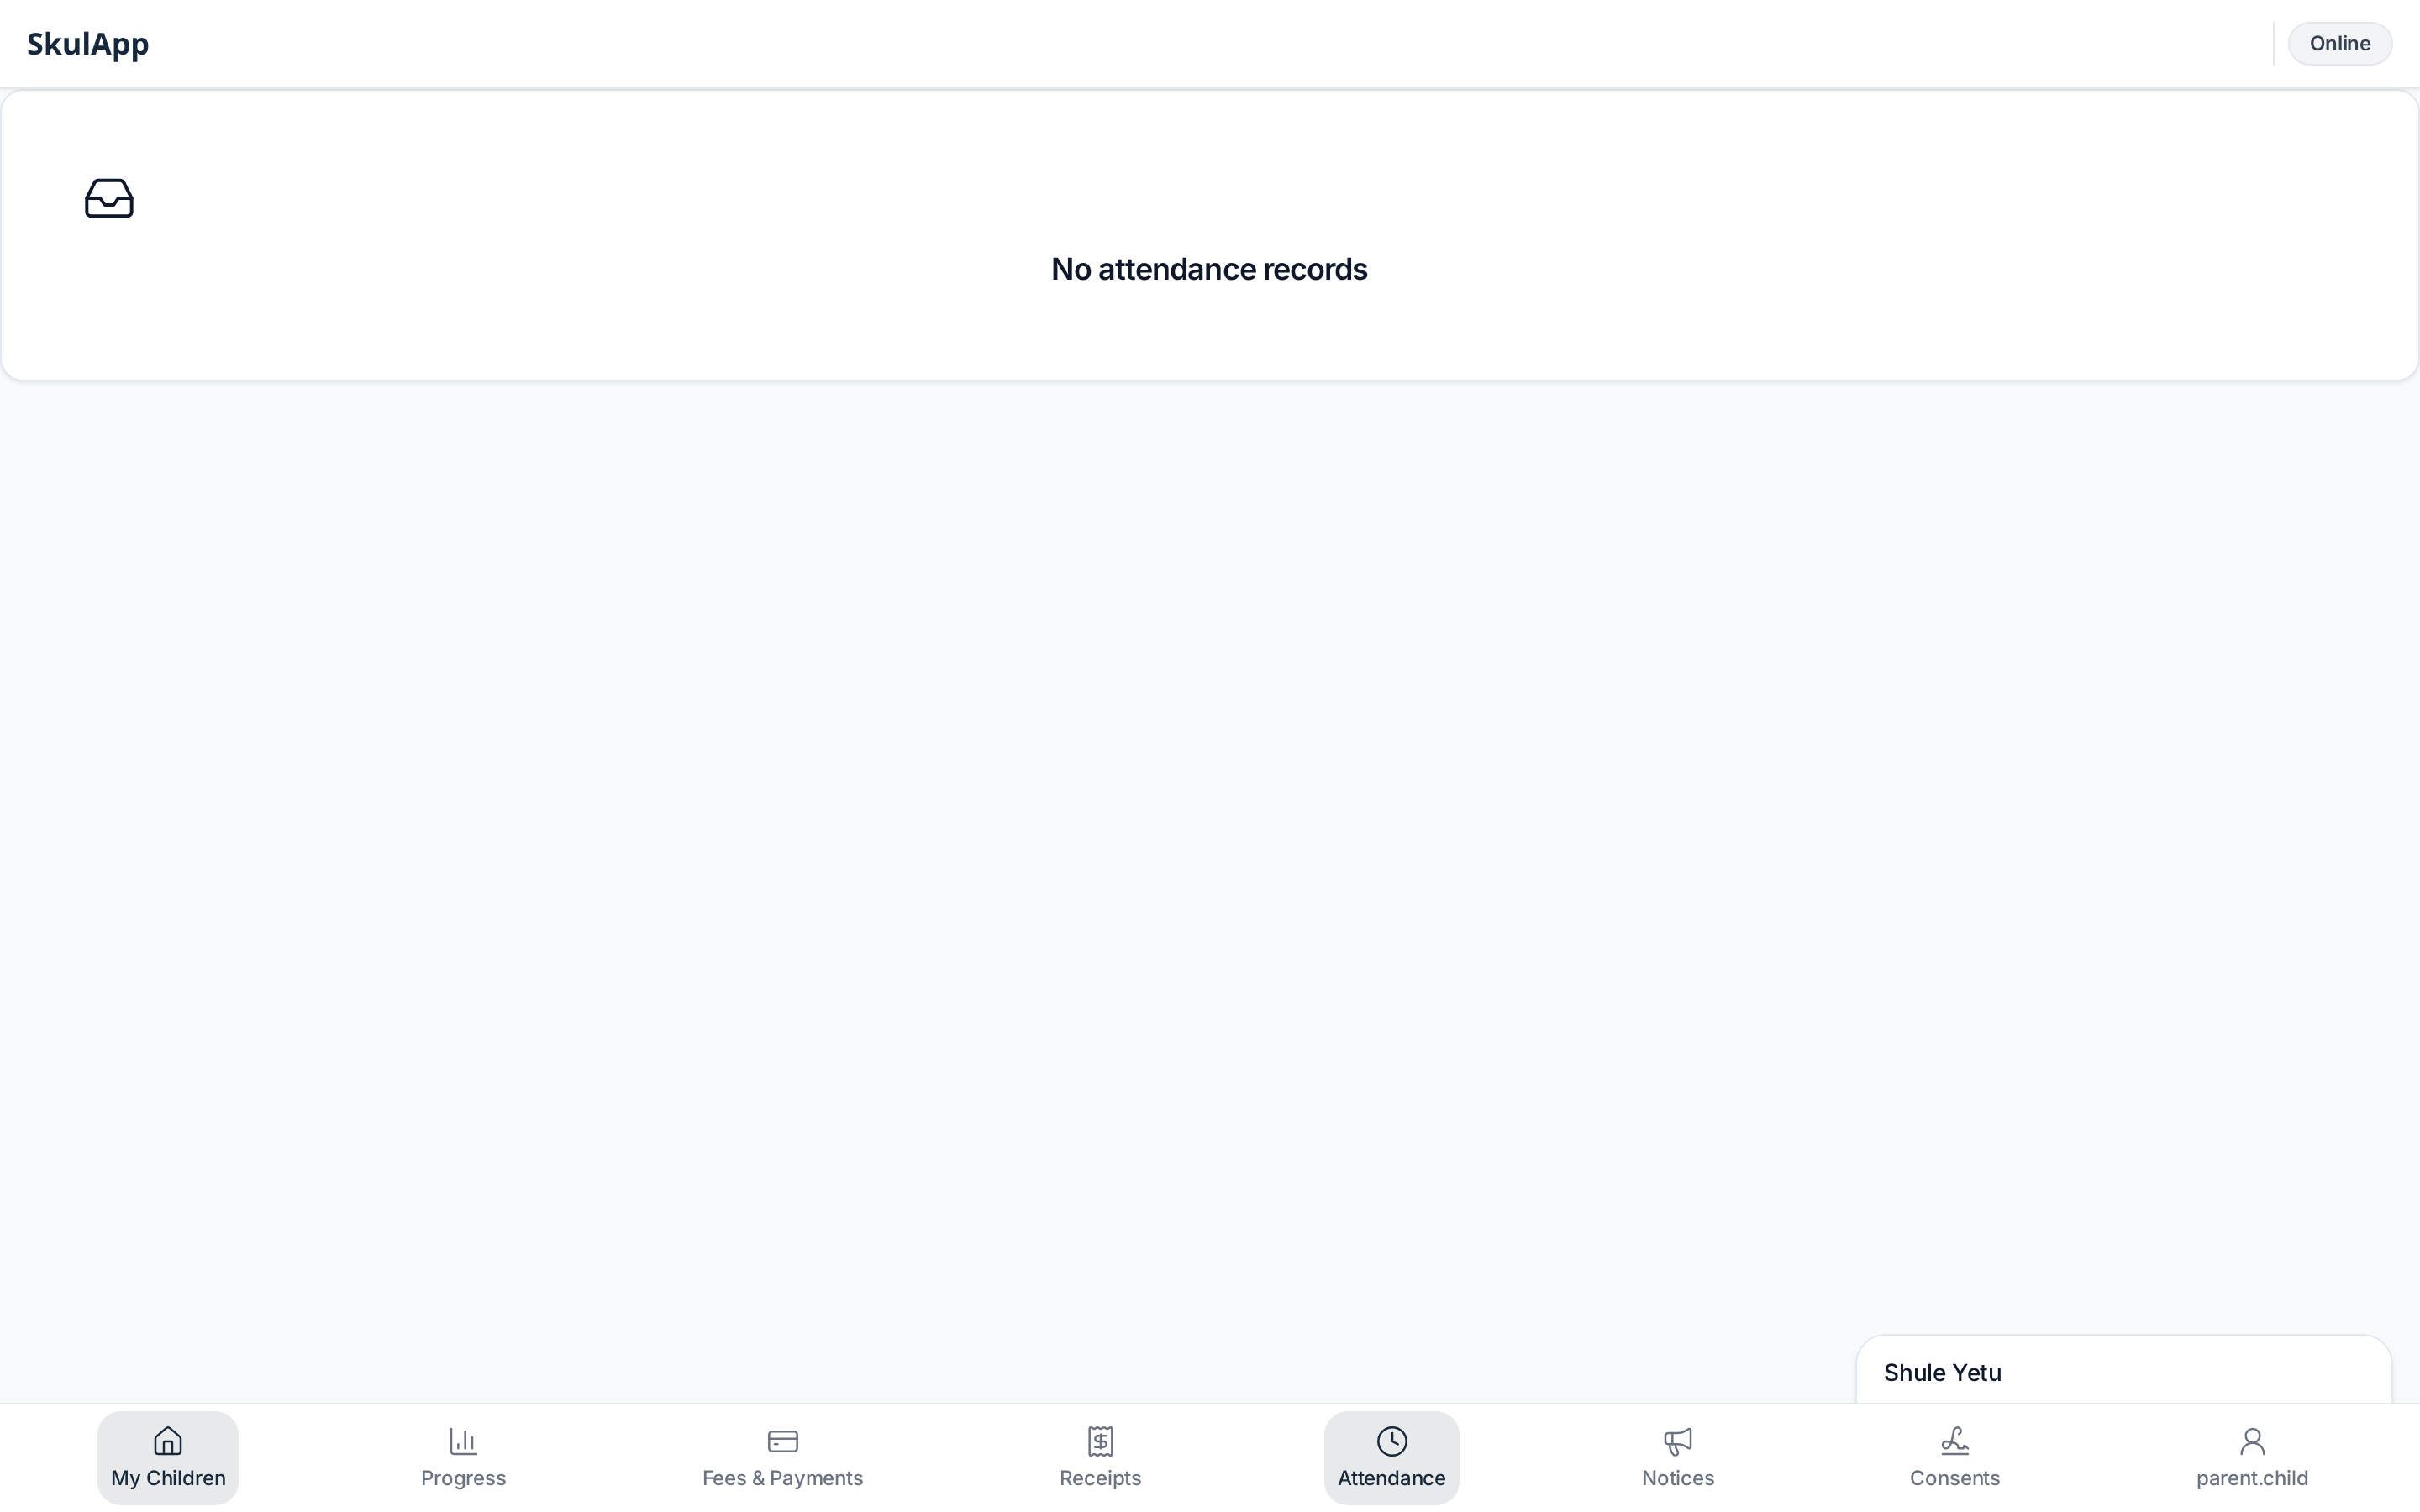 SkulApp
Online
No attendance records
Shule Yetu
My Children
Progress
Fees & Payments
Receipts
Attendance
Notices
Consents
parent.child